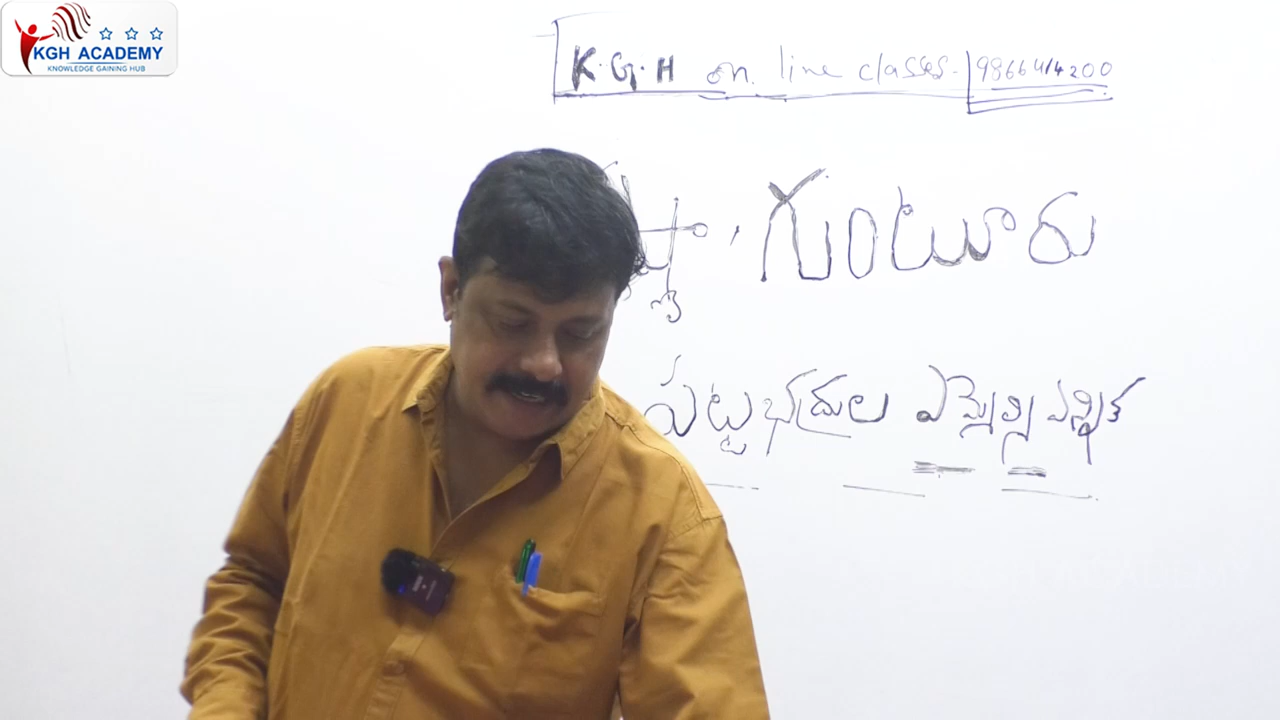 KGH ACADEMY
KNOWLEDGE GAINING HUB
K.G.H on line classes. 9866414200
, గుంటూరు
పట్టభద్రుల ఎమ్మెల్సి ఎన్నిక